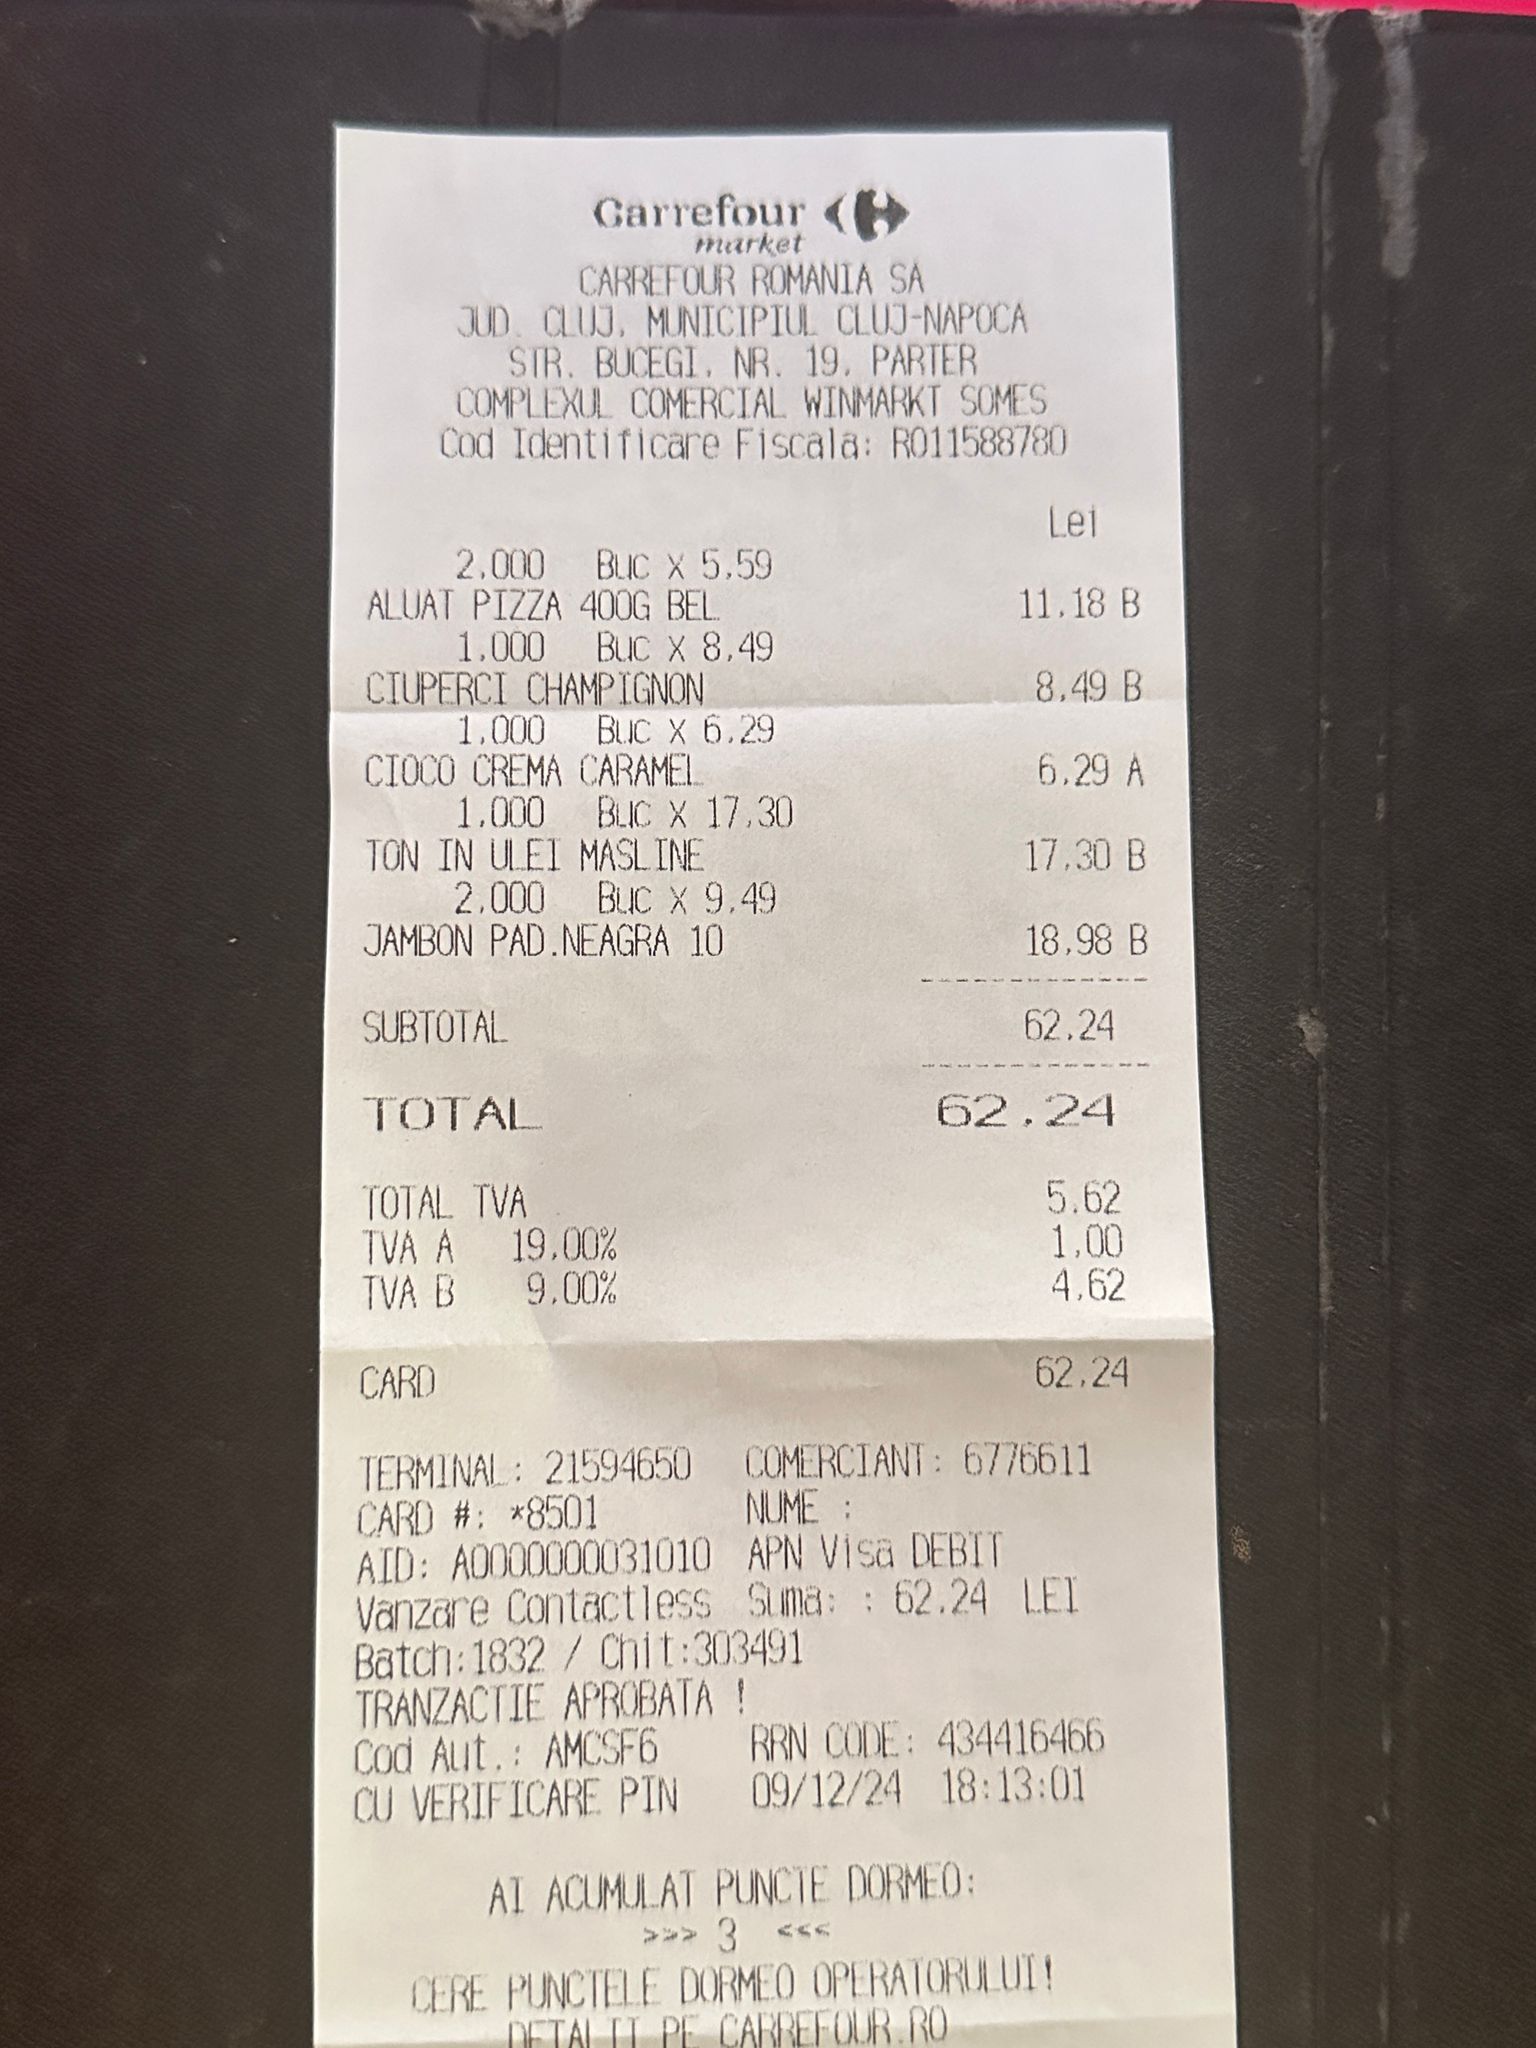 Carrefour
market
CARREFOUR ROMANIA SA
JUD. CLUJ, MUNICIPIUL CLUJ-NAPOCA
STR. BUCEGI, NR. 19, PARTER
COMPLEXUL COMERCIAL WINMARKT SOMES
Cod Identificare Fiscala: RO11588780
Lei
2,000 Buc X 5,59
ALUAT PIZZA 400G BEL 11,18 B
1,000 Buc X 8,49
CIUPERCI CHAMPIGNON 8,49 B
1,000 Buc X 6,29
CIOCO CREMA CARAMEL 6,29 A
1,000 Buc X 17,30
TON IN ULEI MASLINE 17,30 B
2,000 Buc X 9,49
JAMBON PAD.NEAGRA 10 18,98 B
SUBTOTAL 62,24
TOTAL 62.24
TOTAL TVA 5,62
TVA A 19,00% 1,00
TVA B 9,00% 4,62
CARD 62,24
TERMINAL: 21594650 COMERCIANT: 6776611
CARD #: *8501 NUME :
AID: A0000000031010 APN Visa DEBIT
Vanzare Contactless Suma: : 62.24 LEI
Batch:1832 / Chit:303491
TRANZACTIE APROBATA !
Cod Aut.: AMCSF6 RRN CODE: 434416466
CU VERIFICARE PIN 09/12/24 18:13:01
AI ACUMULAT PUNCTE DORMEO:
>>> 3 <<<
CERE PUNCTELE DORMEO OPERATORULUI!
DETALII PE CARREFOUR.RO